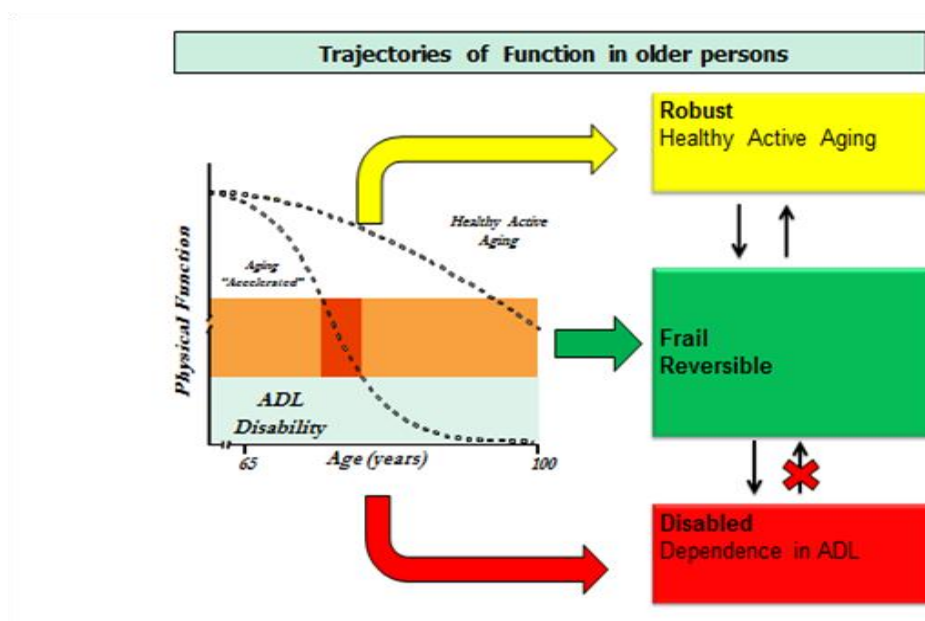 Trajectories of Function in older persons
Robust
Healthy Active Aging
Healthy Active
Aging
Aging
"Accelerated"
Physical Function
Frail
Reversible
ADL
Disability
65
Age (years)
100
Disabled
Dependence in ADL